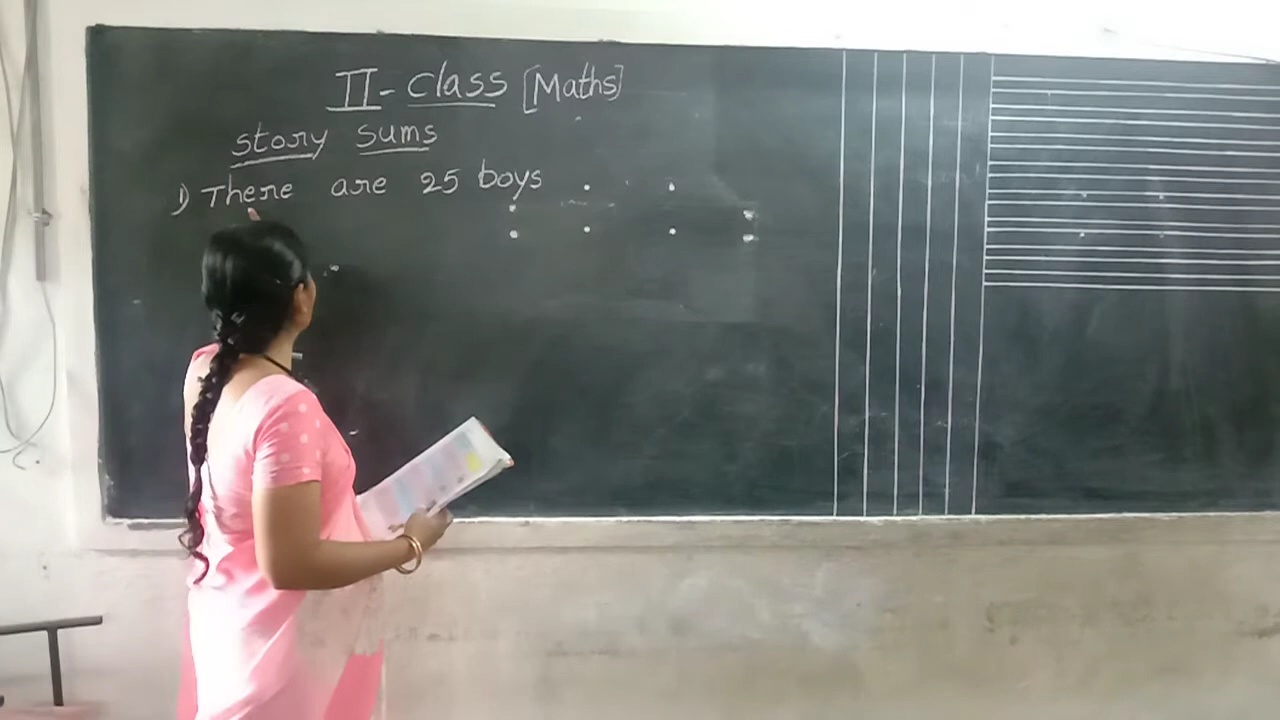 II - class [Maths]
story sums
1) There are 25 boys